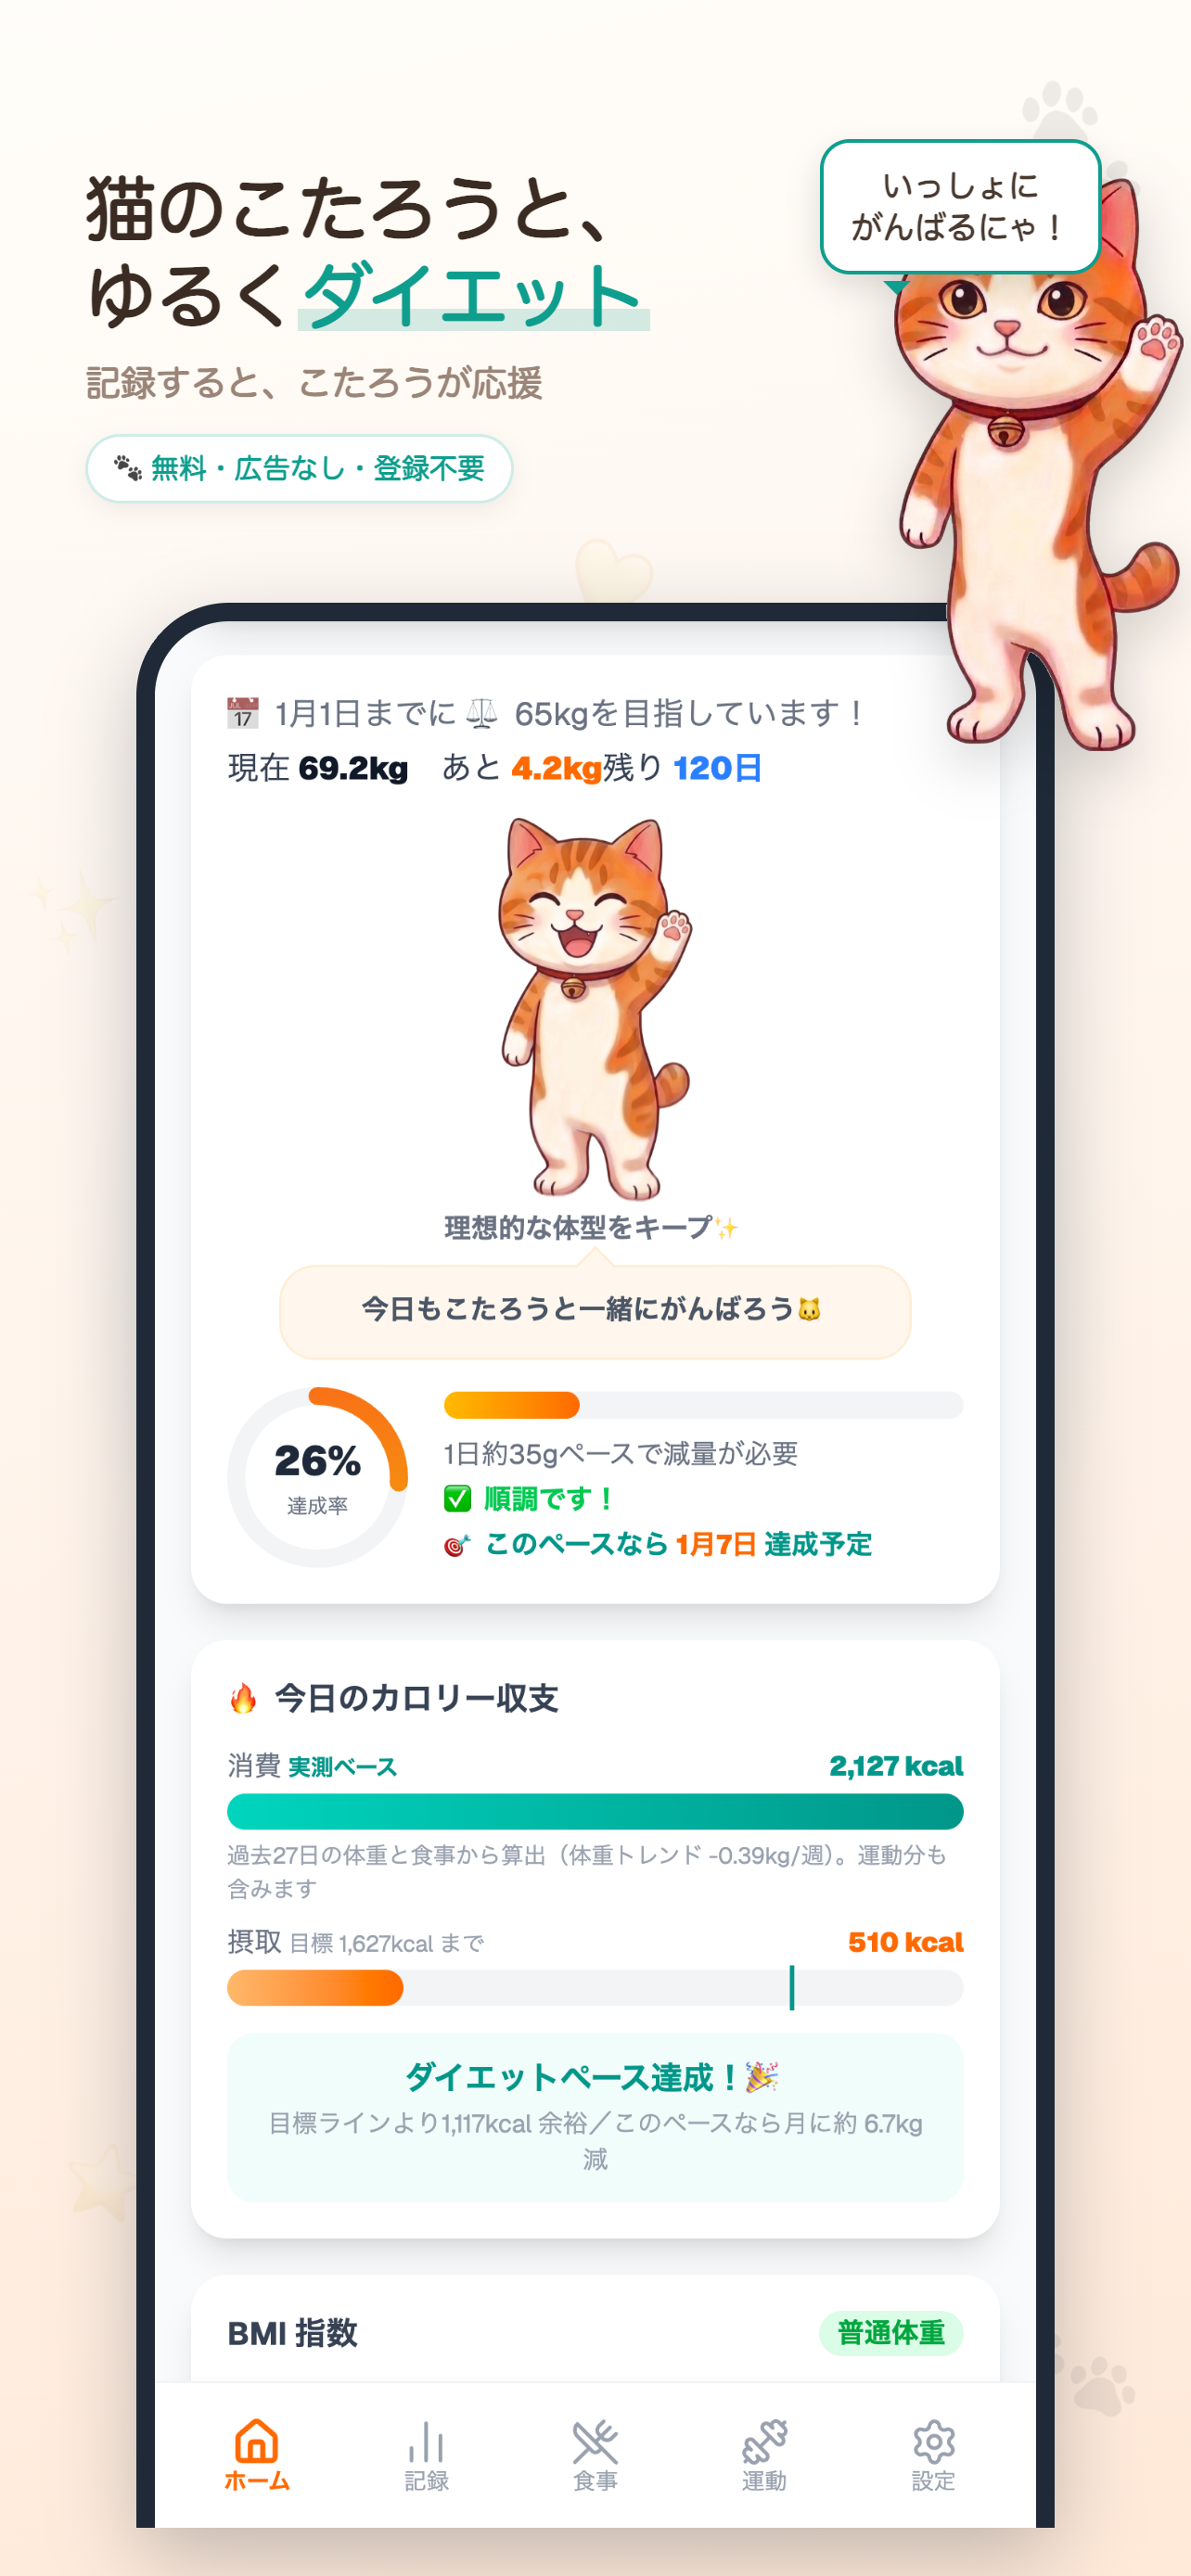 猫のこたろうと、
ゆるくダイエット
記録すると、こたろうが応援
🐾 無料・広告なし・登録不要
いっしょに
がんばるにゃ！
📅 1月1日までに ⚖️ 65kgを目指しています！
現在 69.2kg あと 4.2kg残り 120日
理想的な体型をキープ✨
今日もこたろうと一緒にがんばろう🐱
26%
達成率
1日約35gペースで減量が必要
✅ 順調です！
🎯 このペースなら 1月7日 達成予定
🔥 今日のカロリー収支
消費 実測ベース 2,127 kcal
過去27日の体重と食事から算出（体重トレンド -0.39kg/週）。運動分も
含みます
摂取 目標 1,627kcal まで 510 kcal
ダイエットペース達成！🎉
目標ラインより1,117kcal 余裕／このペースなら月に約 6.7kg
減
BMI 指数 普通体重
ホーム 記録 食事 運動 設定